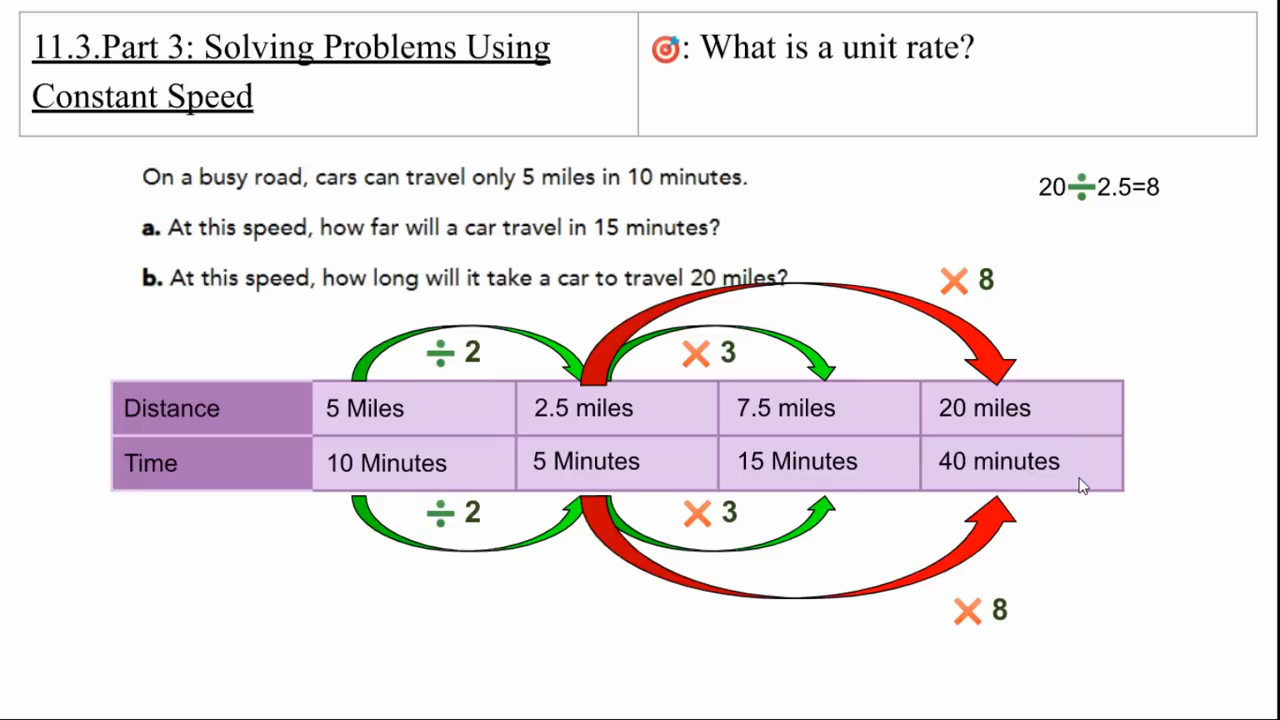 11.3.Part 3: Solving Problems Using
Constant Speed
🎯: What is a unit rate?
On a busy road, cars can travel only 5 miles in 10 minutes.
20➗2.5=8
a. At this speed, how far will a car travel in 15 minutes?
b. At this speed, how long will it take a car to travel 20 miles?
✖ 8
➗ 2
✖ 3
Distance 5 Miles 2.5 miles 7.5 miles 20 miles
Time 10 Minutes 5 Minutes 15 Minutes 40 minutes
➗ 2
✖ 3
✖ 8